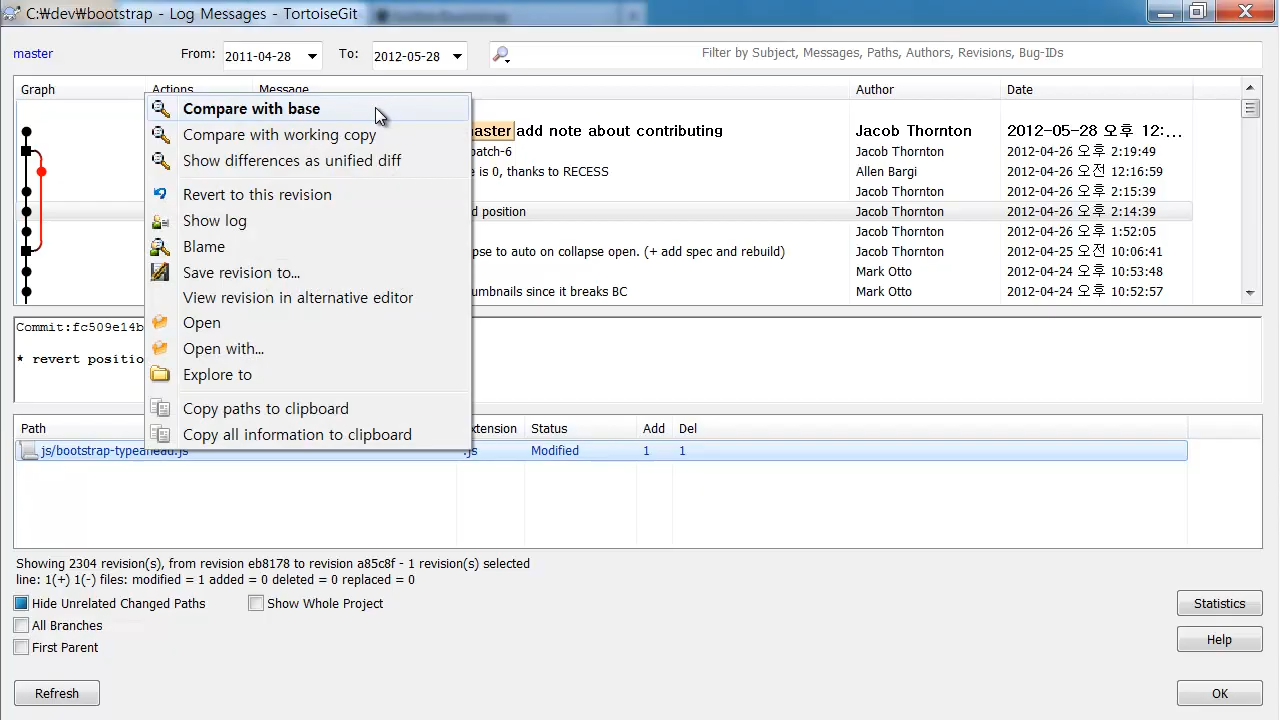 C:\dev\bootstrap - Log Messages - TortoiseGit
master
From: 2011-04-28 To: 2012-05-28
Filter by Subject, Messages, Paths, Authors, Revisions, Bug-IDs
Graph Actions Message Author Date
master add note about contributing Jacob Thornton 2012-05-28 오후 12:...
patch-6 Jacob Thornton 2012-04-26 오후 2:19:49
e is 0, thanks to RECESS Allen Bargi 2012-04-26 오전 12:16:59
Jacob Thornton 2012-04-26 오후 2:15:39
d position Jacob Thornton 2012-04-26 오후 2:14:39
Jacob Thornton 2012-04-26 오후 1:52:05
pse to auto on collapse open. (+ add spec and rebuild) Jacob Thornton 2012-04-25 오전 10:06:41
Mark Otto 2012-04-24 오후 10:53:48
umbnails since it breaks BC Mark Otto 2012-04-24 오후 10:52:57
Compare with base
Compare with working copy
Show differences as unified diff
Revert to this revision
Show log
Blame
Save revision to...
View revision in alternative editor
Open
Open with...
Explore to
Copy paths to clipboard
Copy all information to clipboard
Commit:fc509e14b
* revert positio
Path xtension Status Add Del
js/bootstrap-typeahead.js .js Modified 1 1
Showing 2304 revision(s), from revision eb8178 to revision a85c8f - 1 revision(s) selected
line: 1(+) 1(-) files: modified = 1 added = 0 deleted = 0 replaced = 0
Hide Unrelated Changed Paths Show Whole Project Statistics
All Branches
First Parent Help
Refresh OK